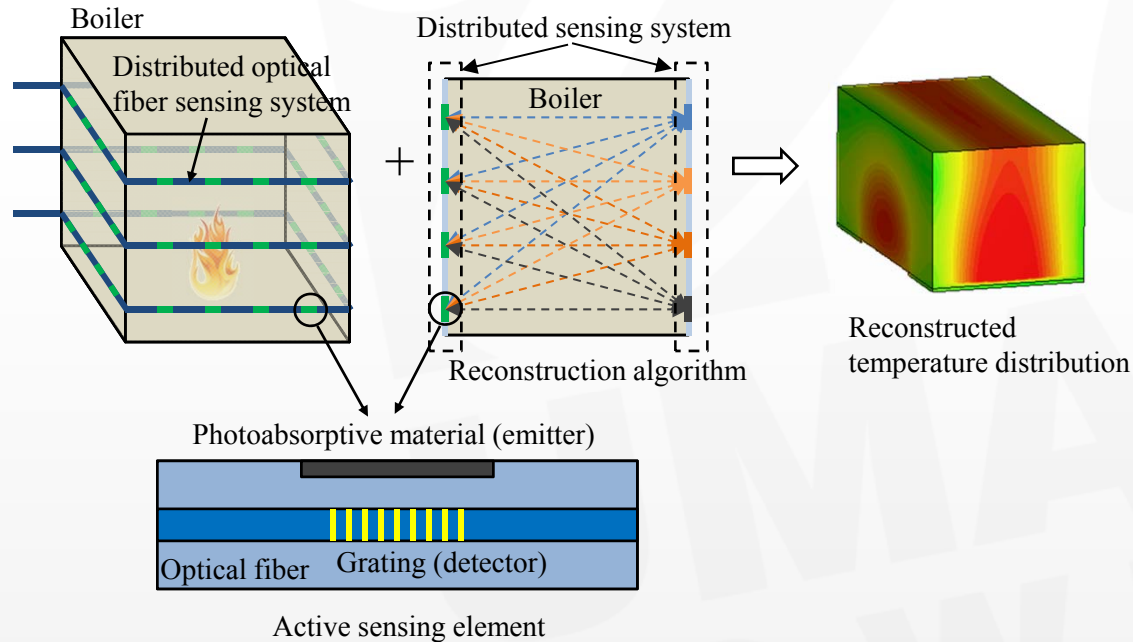 Boiler
Distributed optical
fiber sensing system
Distributed sensing
system
Boiler
+
Reconstruction algorithm
Reconstructed
temperature distribution
Photoabsorptive material (emitter)
Optical fiber
Grating (detector)
Active sensing element